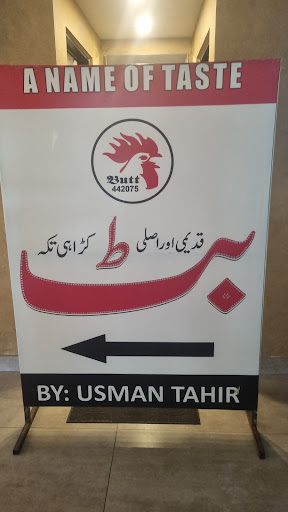 A NAME OF TASTE
Butt
442075
قدیمی اور اصلی کڑاہی تکہ
بٹ
BY: USMAN TAHIR